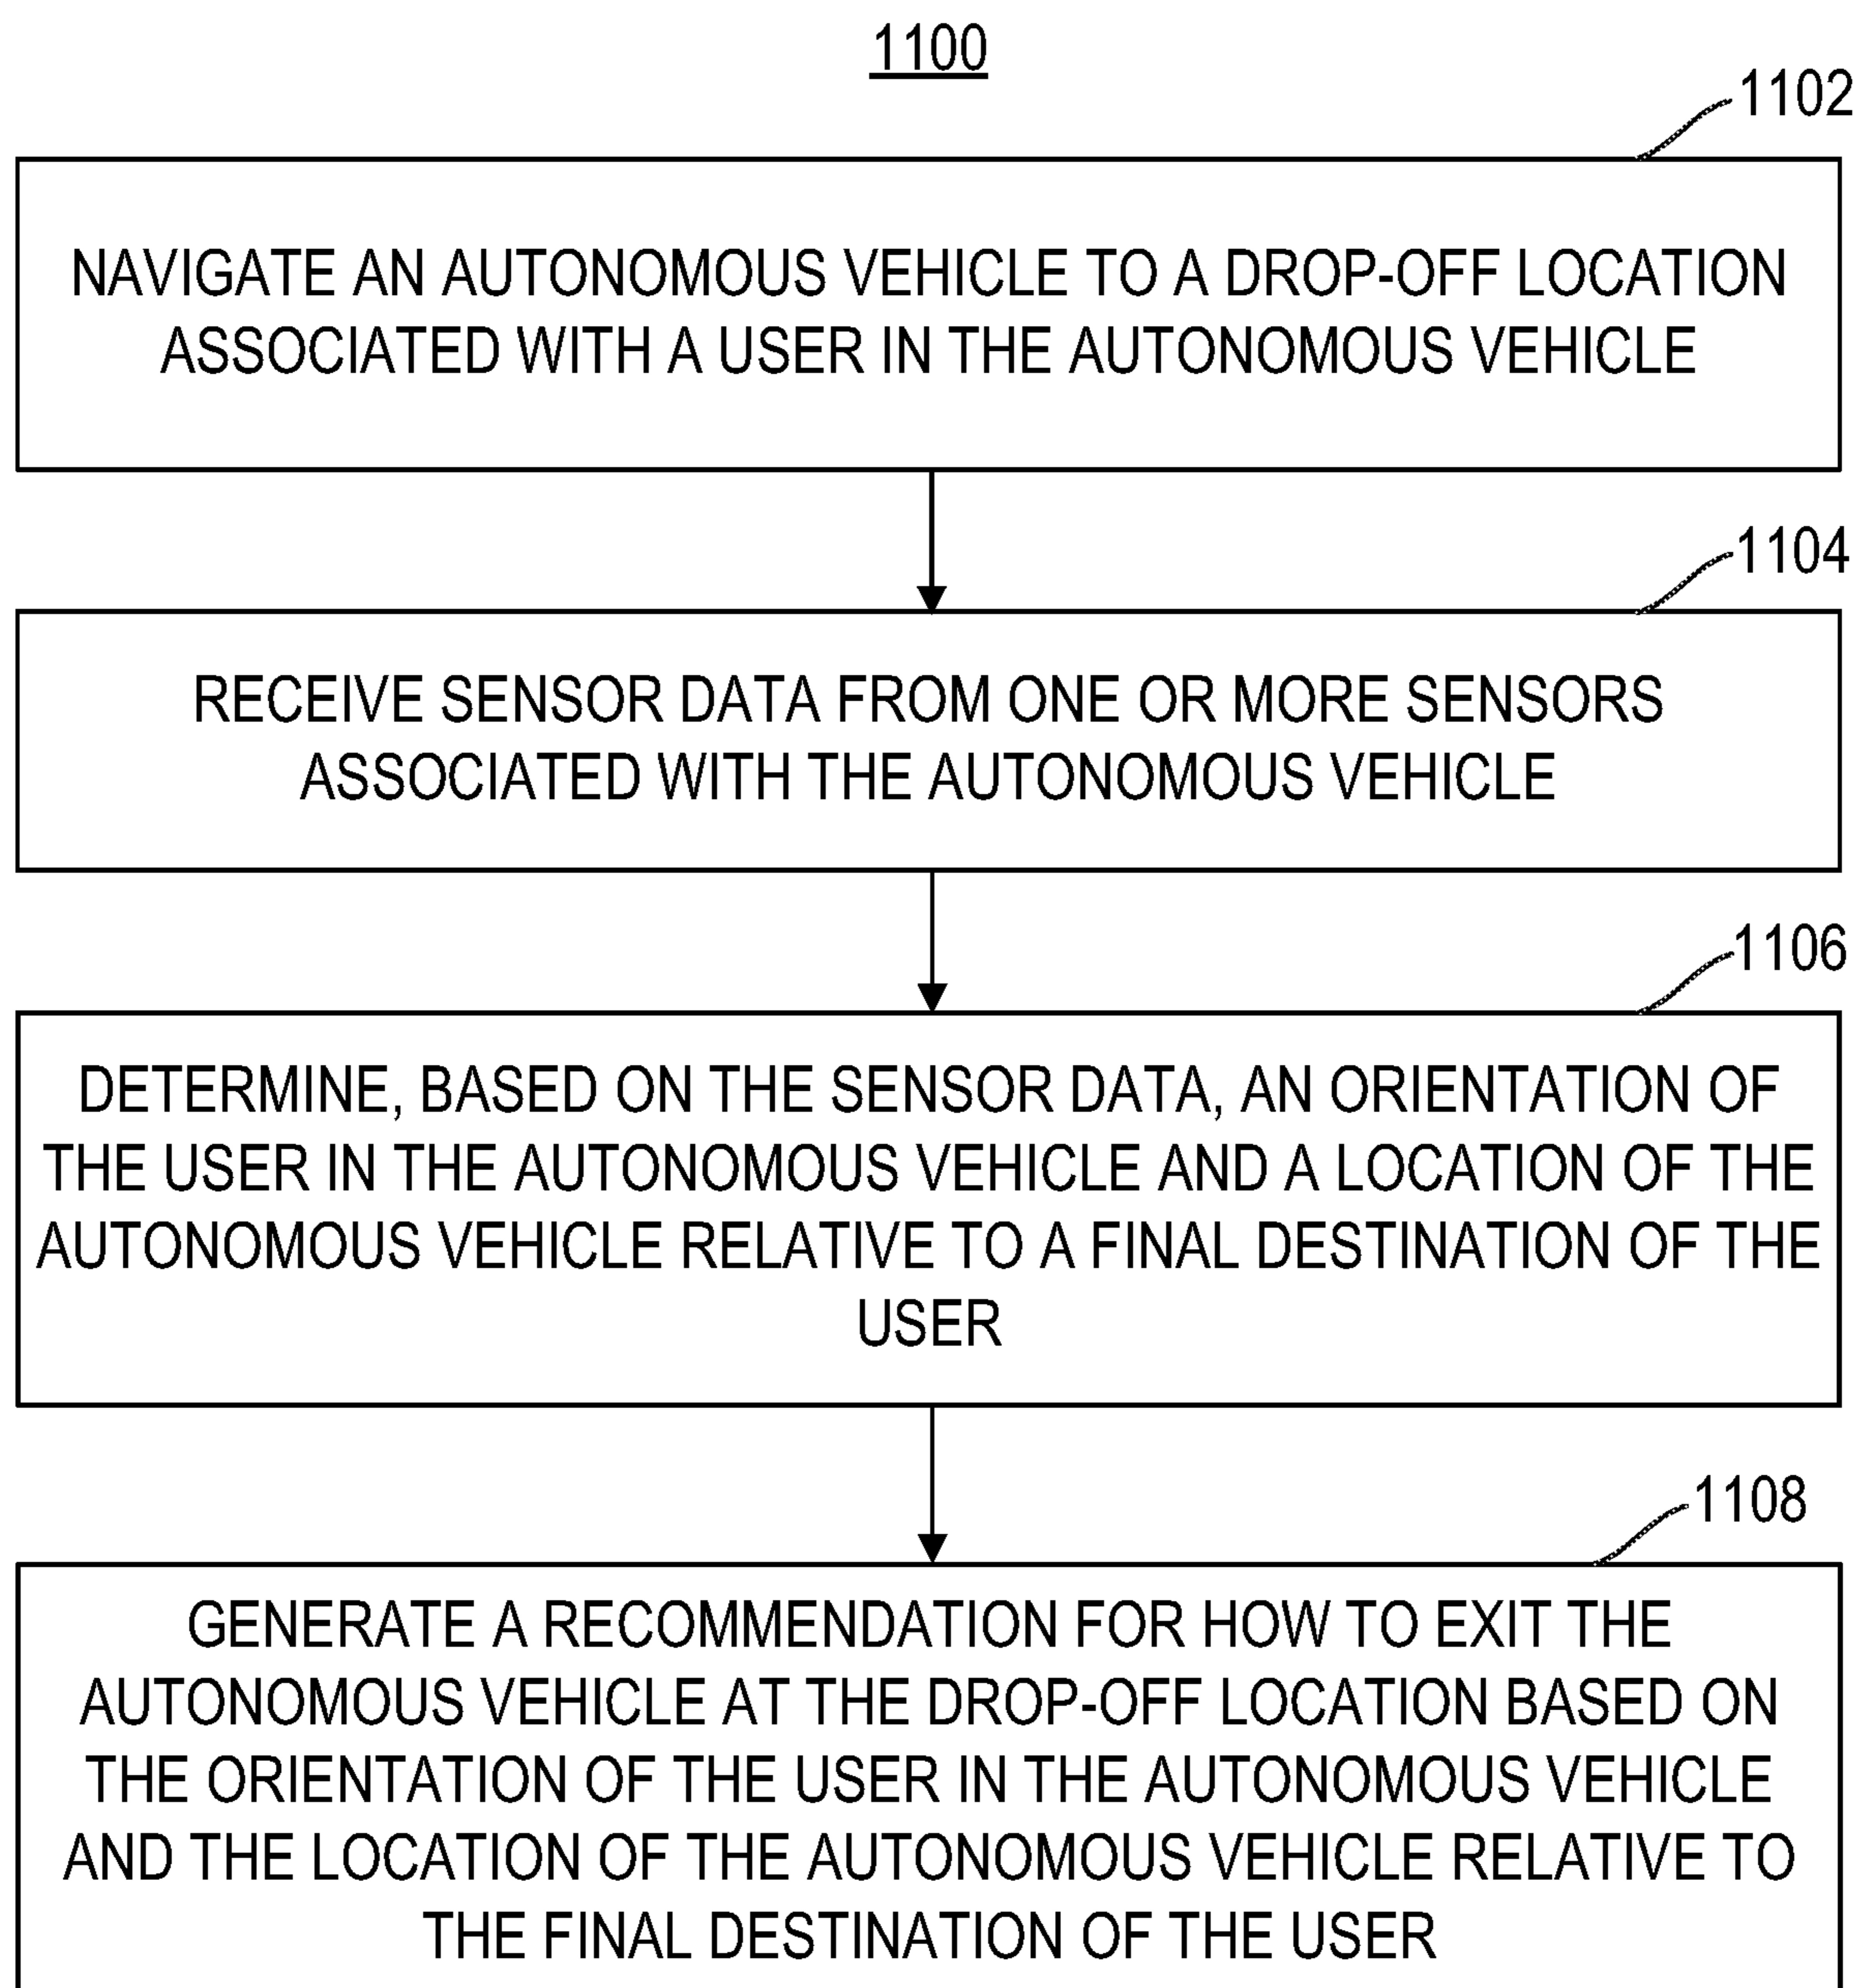 1100
1102
NAVIGATE AN AUTONOMOUS VEHICLE TO A DROP-OFF LOCATION
ASSOCIATED WITH A USER IN THE AUTONOMOUS VEHICLE
1104
RECEIVE SENSOR DATA FROM ONE OR MORE SENSORS
ASSOCIATED WITH THE AUTONOMOUS VEHICLE
1106
DETERMINE, BASED ON THE SENSOR DATA, AN ORIENTATION OF
THE USER IN THE AUTONOMOUS VEHICLE AND A LOCATION OF THE
AUTONOMOUS VEHICLE RELATIVE TO A FINAL DESTINATION OF THE
USER
1108
GENERATE A RECOMMENDATION FOR HOW TO EXIT THE
AUTONOMOUS VEHICLE AT THE DROP-OFF LOCATION BASED ON
THE ORIENTATION OF THE USER IN THE AUTONOMOUS VEHICLE
AND THE LOCATION OF THE AUTONOMOUS VEHICLE RELATIVE TO
THE FINAL DESTINATION OF THE USER